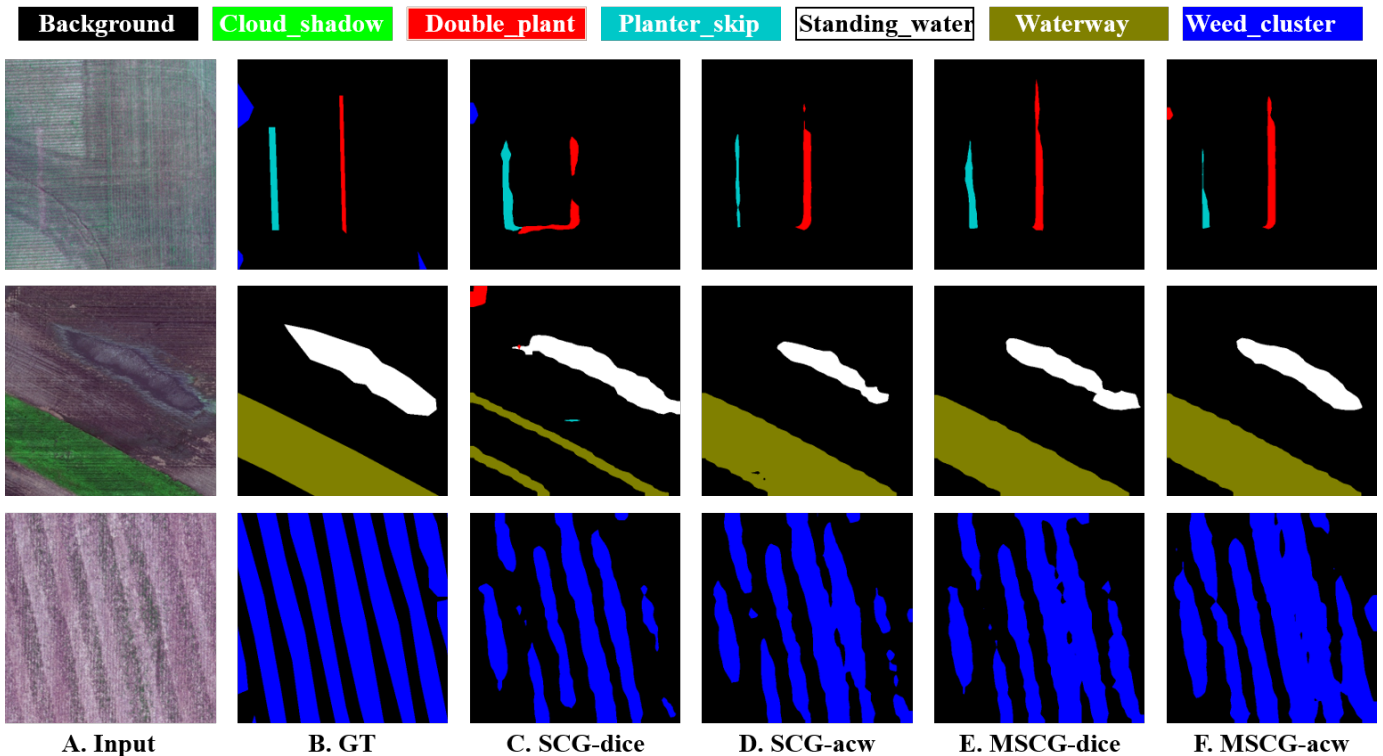 Background Cloud_shadow Double_plant Planter_skip Standing_water Waterway Weed_cluster
A. Input B. GT C. SCG-dice D. SCG-acw E. MSCG-dice F. MSCG-acw